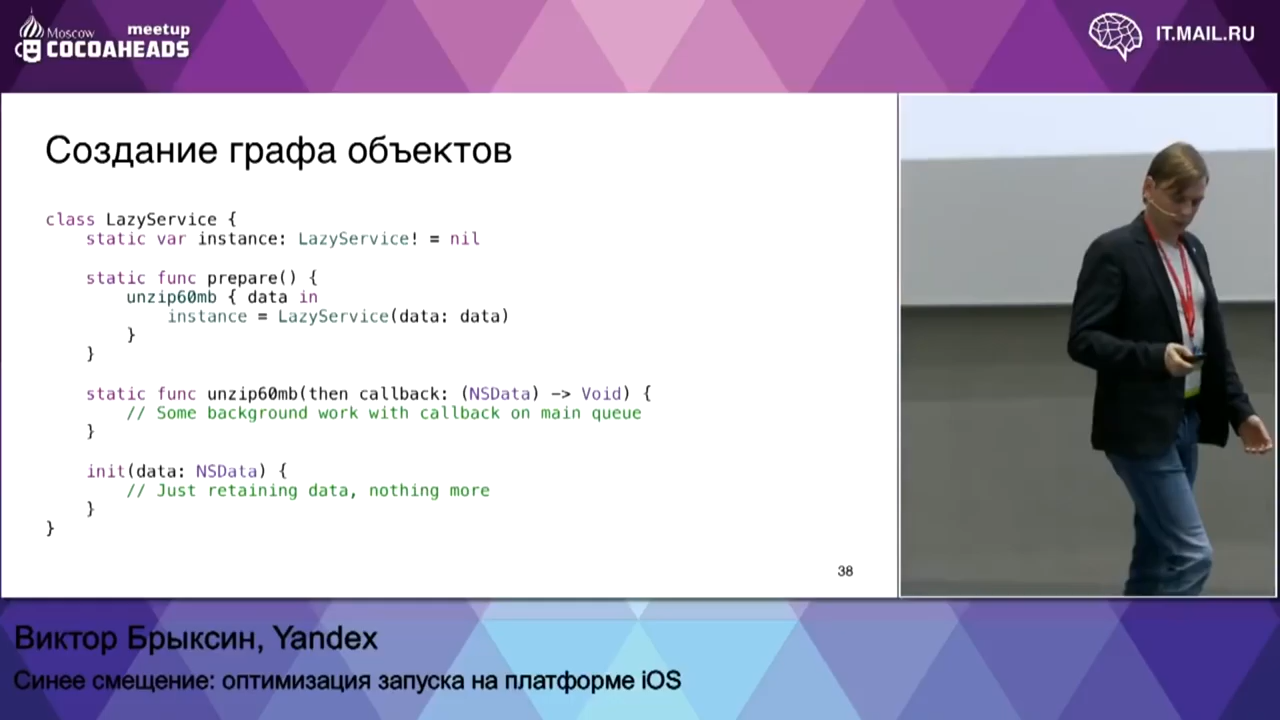 Moscow meetup
COCOAHEADS
IT.MAIL.RU
Создание графа объектов
class LazyService {
static var instance: LazyService! = nil
static func prepare() {
unzip60mb { data in
instance = LazyService(data: data)
}
}
static func unzip60mb(then callback: (NSData) -> Void) {
// Some background work with callback on main queue
}
init(data: NSData) {
// Just retaining data, nothing more
}
}
38
Виктор Брыксин, Yandex
Синее смещение: оптимизация запуска на платформе iOS